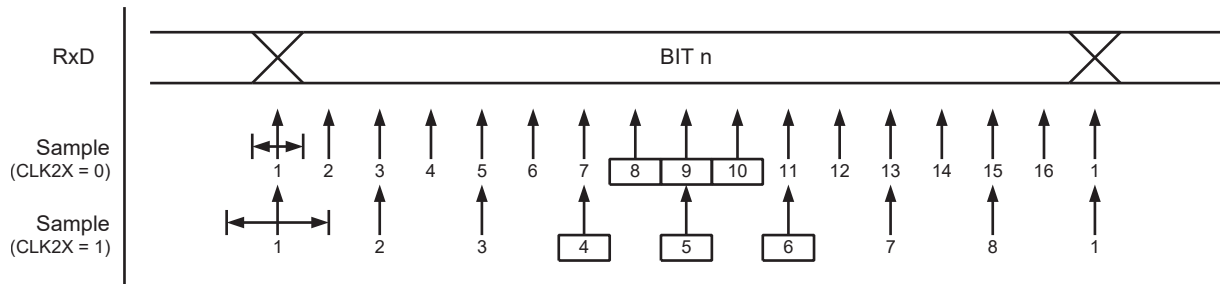 RxD BIT n
Sample
(CLK2X = 0) 1 2 3 4 5 6 7 8 9 10 11 12 13 14 15 16 1
Sample
(CLK2X = 1) 1 2 3 4 5 6 7 8 1